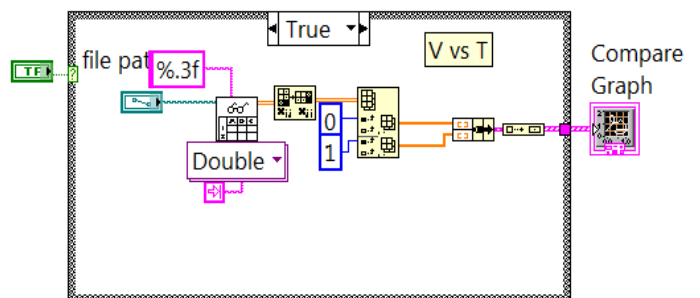 True
V vs T
Compare
Graph
TF
?
file pat
%.3f
0
1
Double